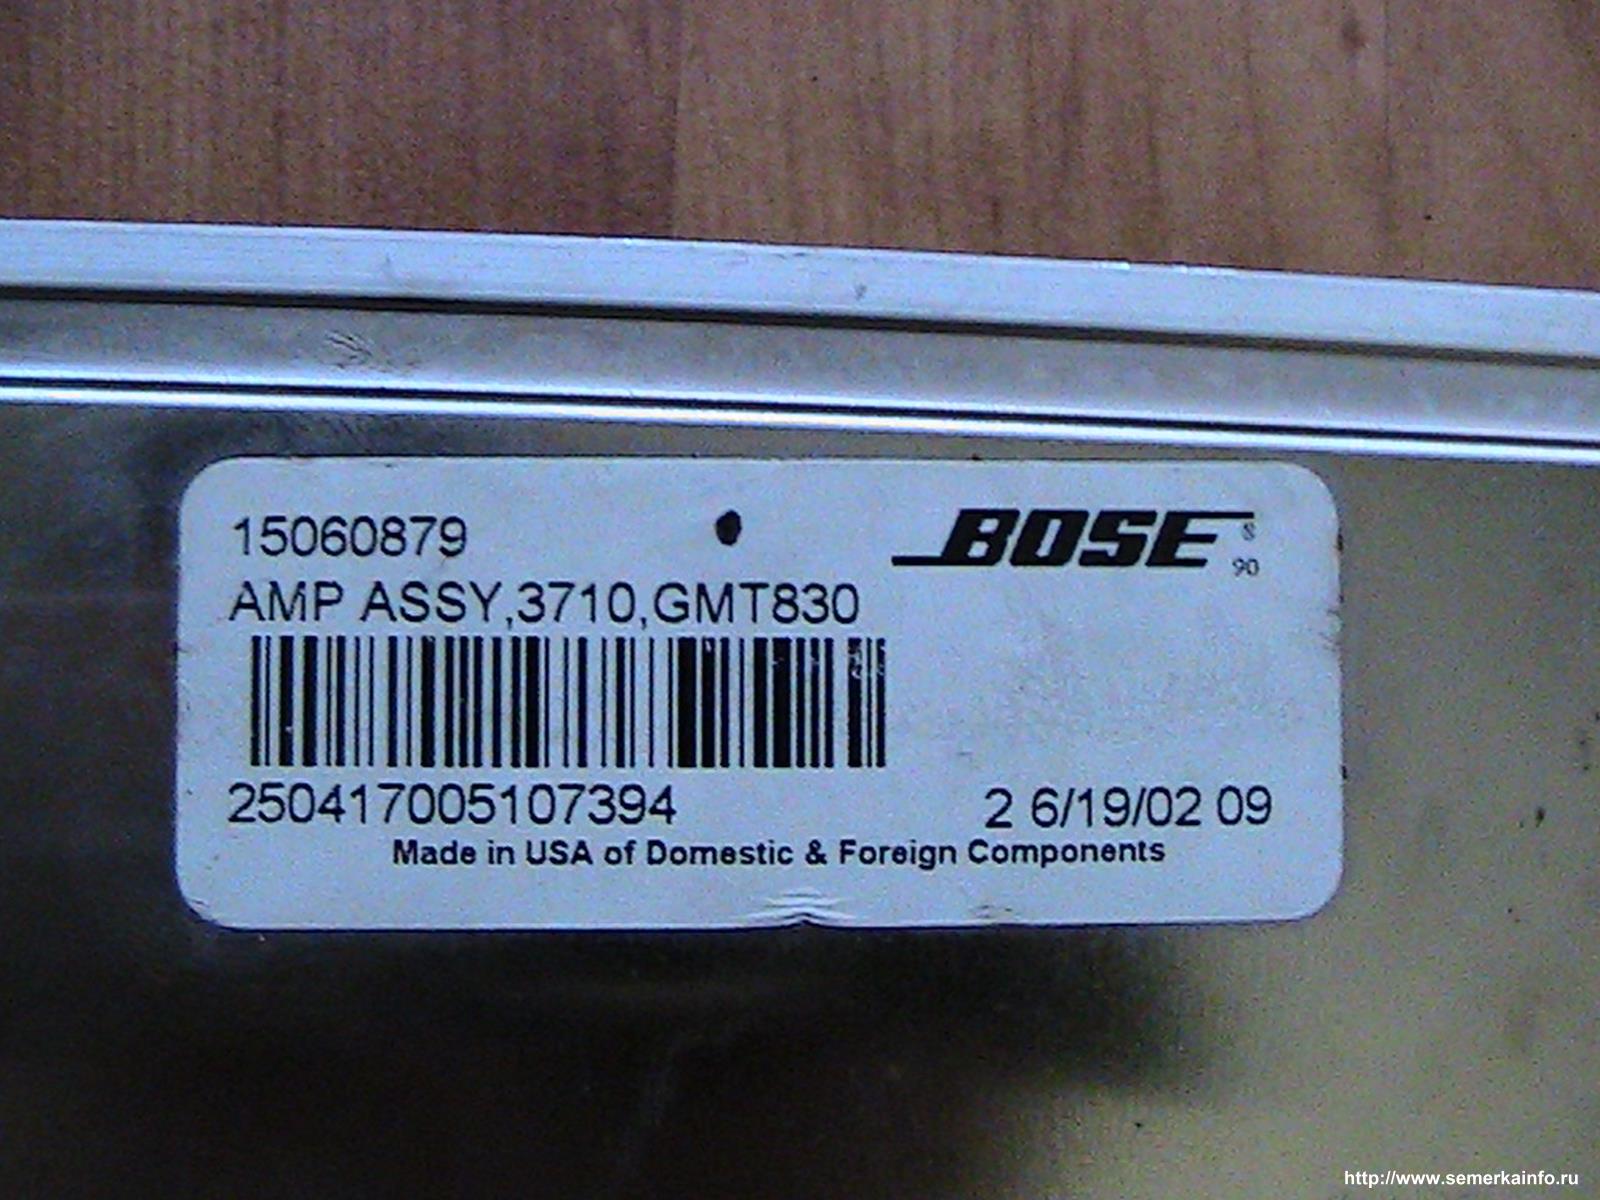 15060879
BOSE
S
90
AMP ASSY,3710,GMT830
250417005107394
2 6/19/02 09
Made in USA of Domestic & Foreign Components
http://www.semerkainfo.ru